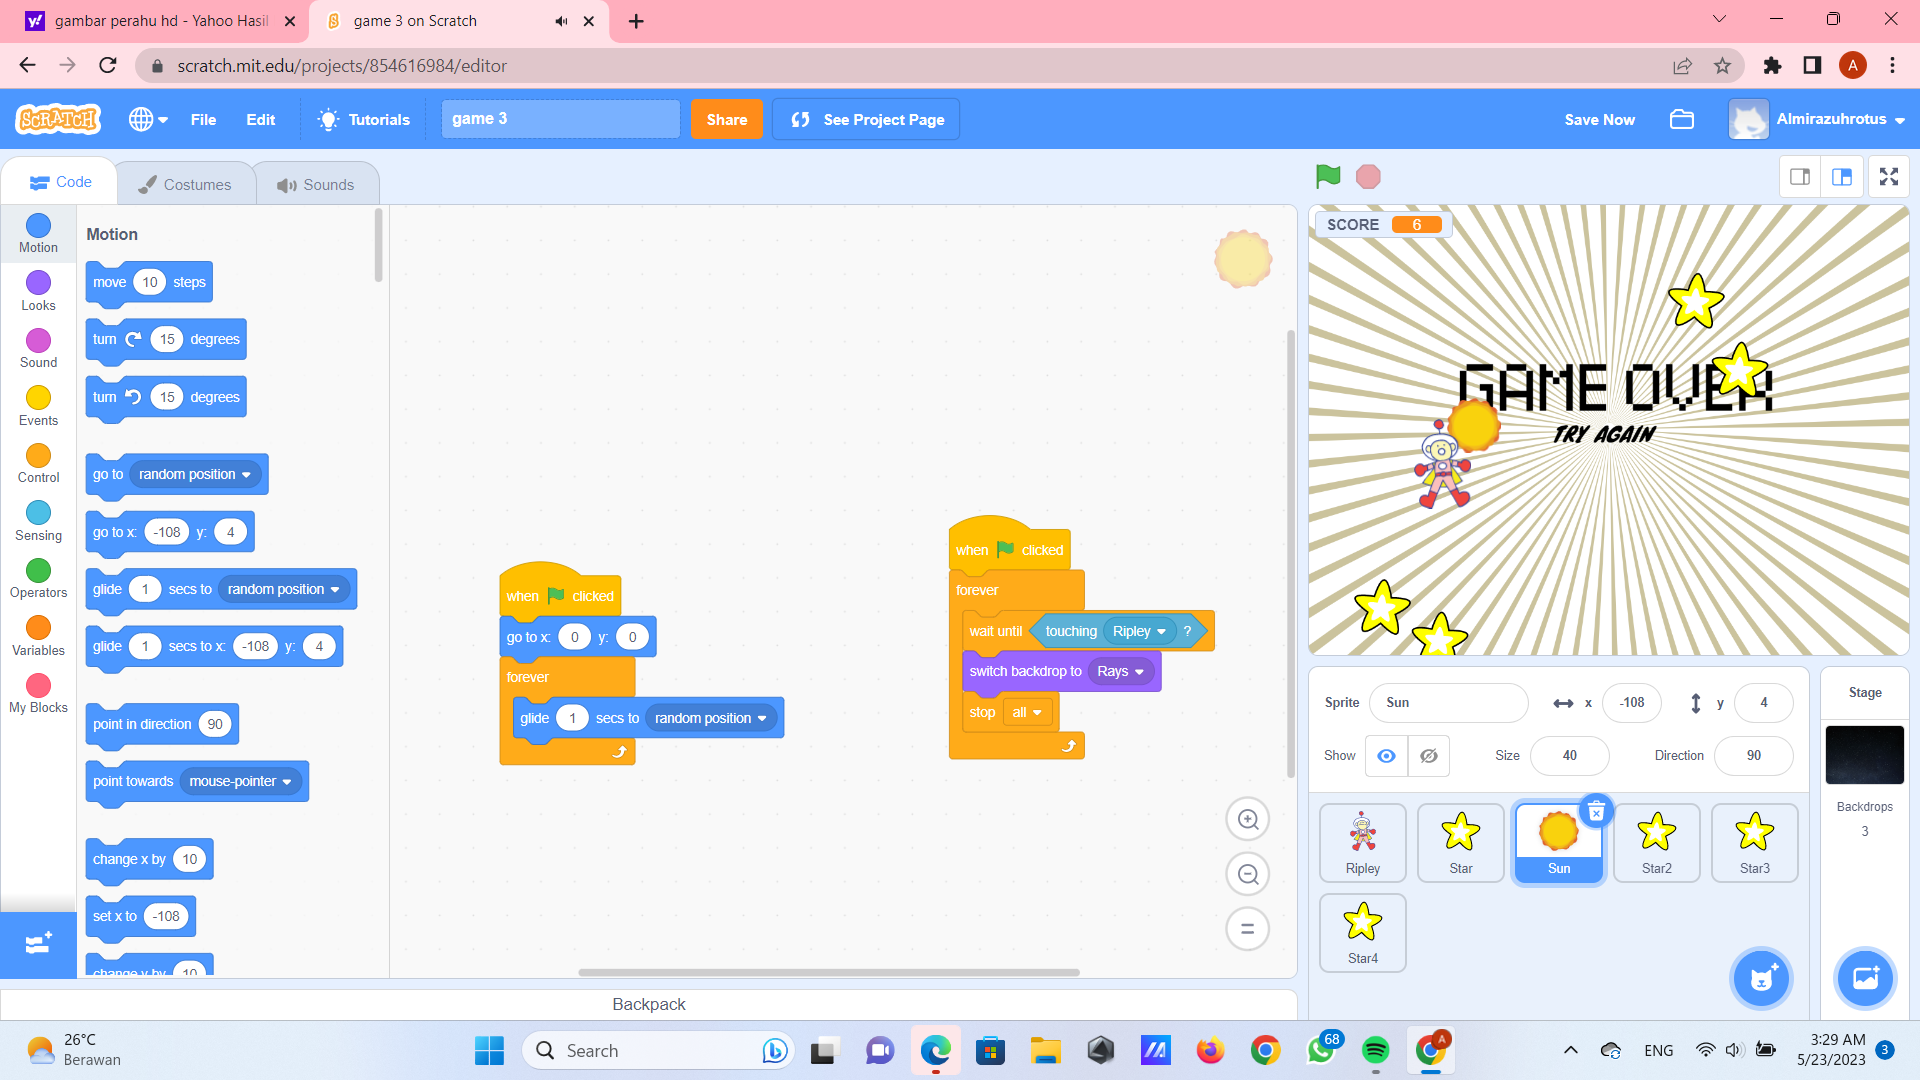 gambar perahu hd - Yahoo Hasil
game 3 on Scratch
scratch.mit.edu/projects/854616984/editor
A
SCRATCH
File
Edit
Tutorials
game 3
Share
See Project Page
Save Now
Almirazuhrotus
Code
Costumes
Sounds
Motion
Looks
Sound
Events
Control
Sensing
Operators
Variables
My Blocks
Motion
move 10 steps
turn 15 degrees
turn 15 degrees
go to random position
go to x: -108 y: 4
glide 1 secs to random position
glide 1 secs to x: -108 y: 4
point in direction 90
point towards mouse-pointer
change x by 10
set x to -108
change y by 10
when clicked
go to x: 0 y: 0
forever
glide 1 secs to random position
when clicked
forever
wait until touching Ripley ?
switch backdrop to Rays
stop all
SCORE 6
GAME OVER
TRY AGAIN
Sprite Sun x -108 y 4
Show Size 40 Direction 90
Ripley
Star
Sun
Star2
Star3
Star4
Stage
Backdrops
3
Backpack
26°C
Berawan
Search
68
A
ENG
3:29 AM
5/23/2023
3